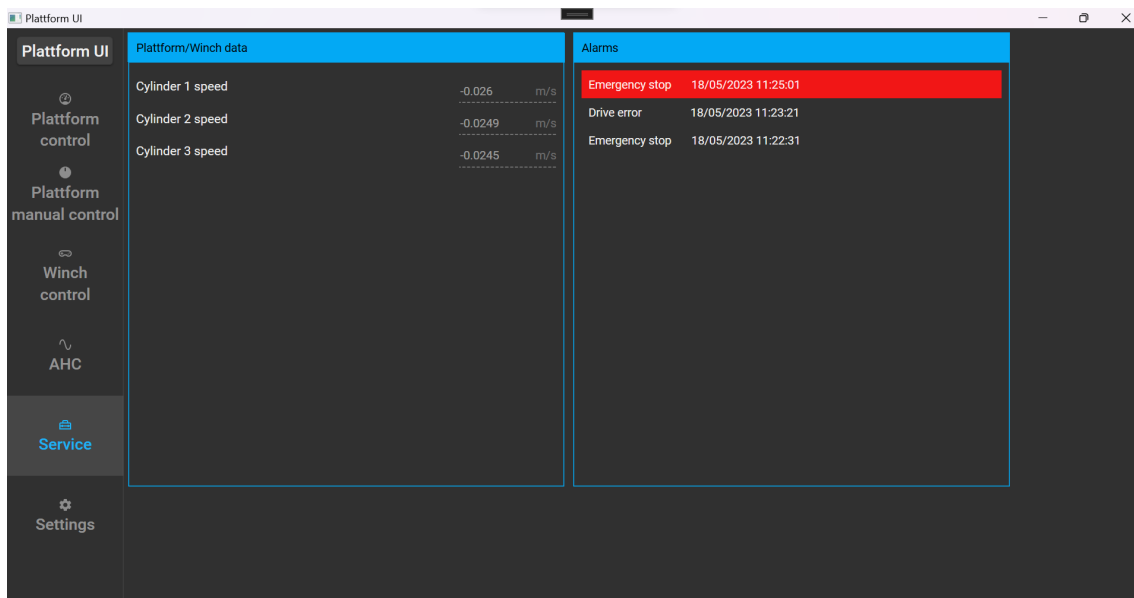 Plattform UI
Plattform UI
Plattform
control
Plattform
manual control
Winch
control
AHC
Service
Settings
Plattform/Winch data
Cylinder 1 speed -0.026 m/s
Cylinder 2 speed -0.0249 m/s
Cylinder 3 speed -0.0245 m/s
Alarms
Emergency stop 18/05/2023 11:25:01
Drive error 18/05/2023 11:23:21
Emergency stop 18/05/2023 11:22:31